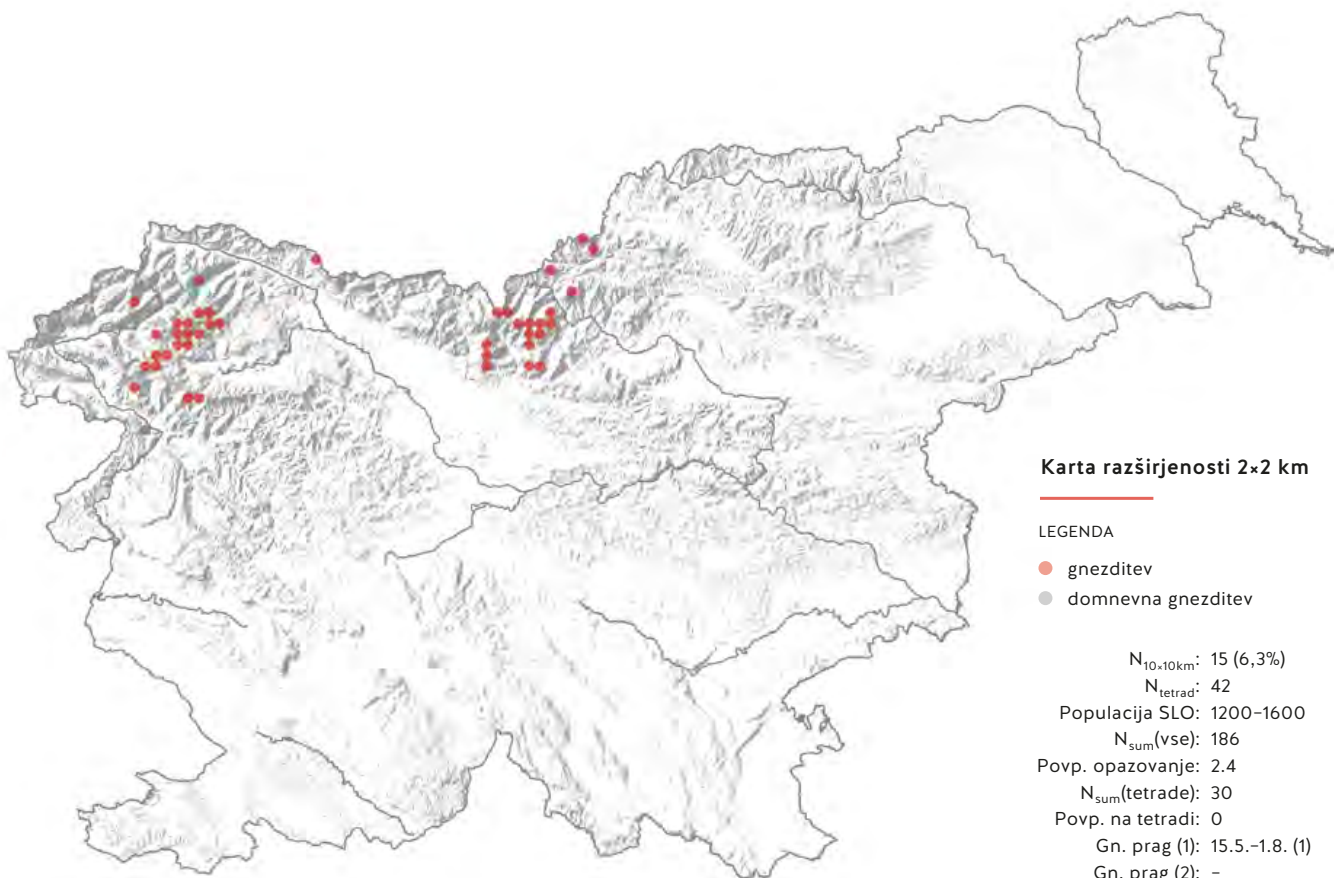 Karta razširjenosti 2×2 km
LEGENDA
gnezditev
domnevna gnezditev
N10×10km: 15 (6,3%)
Ntetrad: 42
Populacija SLO: 1200–1600
Nsum(vse): 186
Povp. opazovanje: 2.4
Nsum(tetrade): 30
Povp. na tetradi: 0
Gn. prag (1): 15.5.–1.8. (1)
Gn. prag (2): –